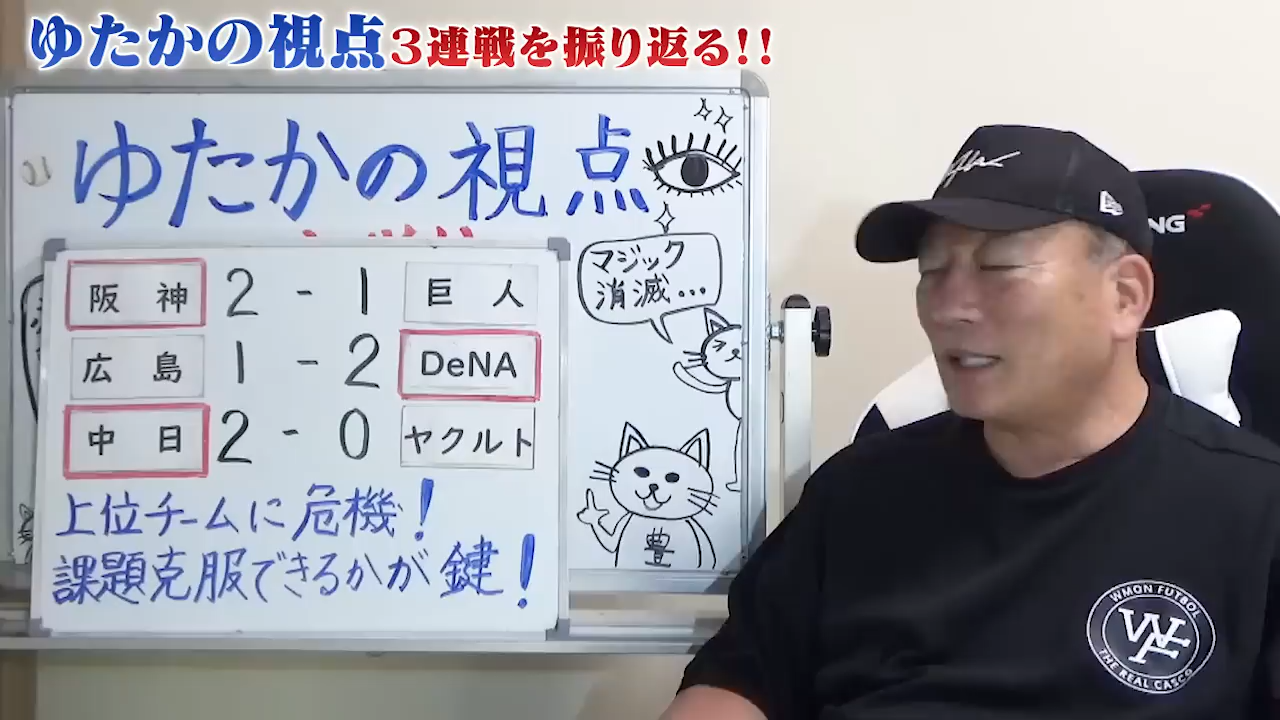 ゆたかの視点 3連戦を振り返る!!
ゆたかの視点
マジック
消滅…
阪神 2 - 1 巨人
広島 1 - 2 DeNA
中日 2 - 0 ヤクルト
上位チームに危機!
課題克服できるかが鍵!
豊
NG
WMON FUTBOL
WF
THE REAL CASCO